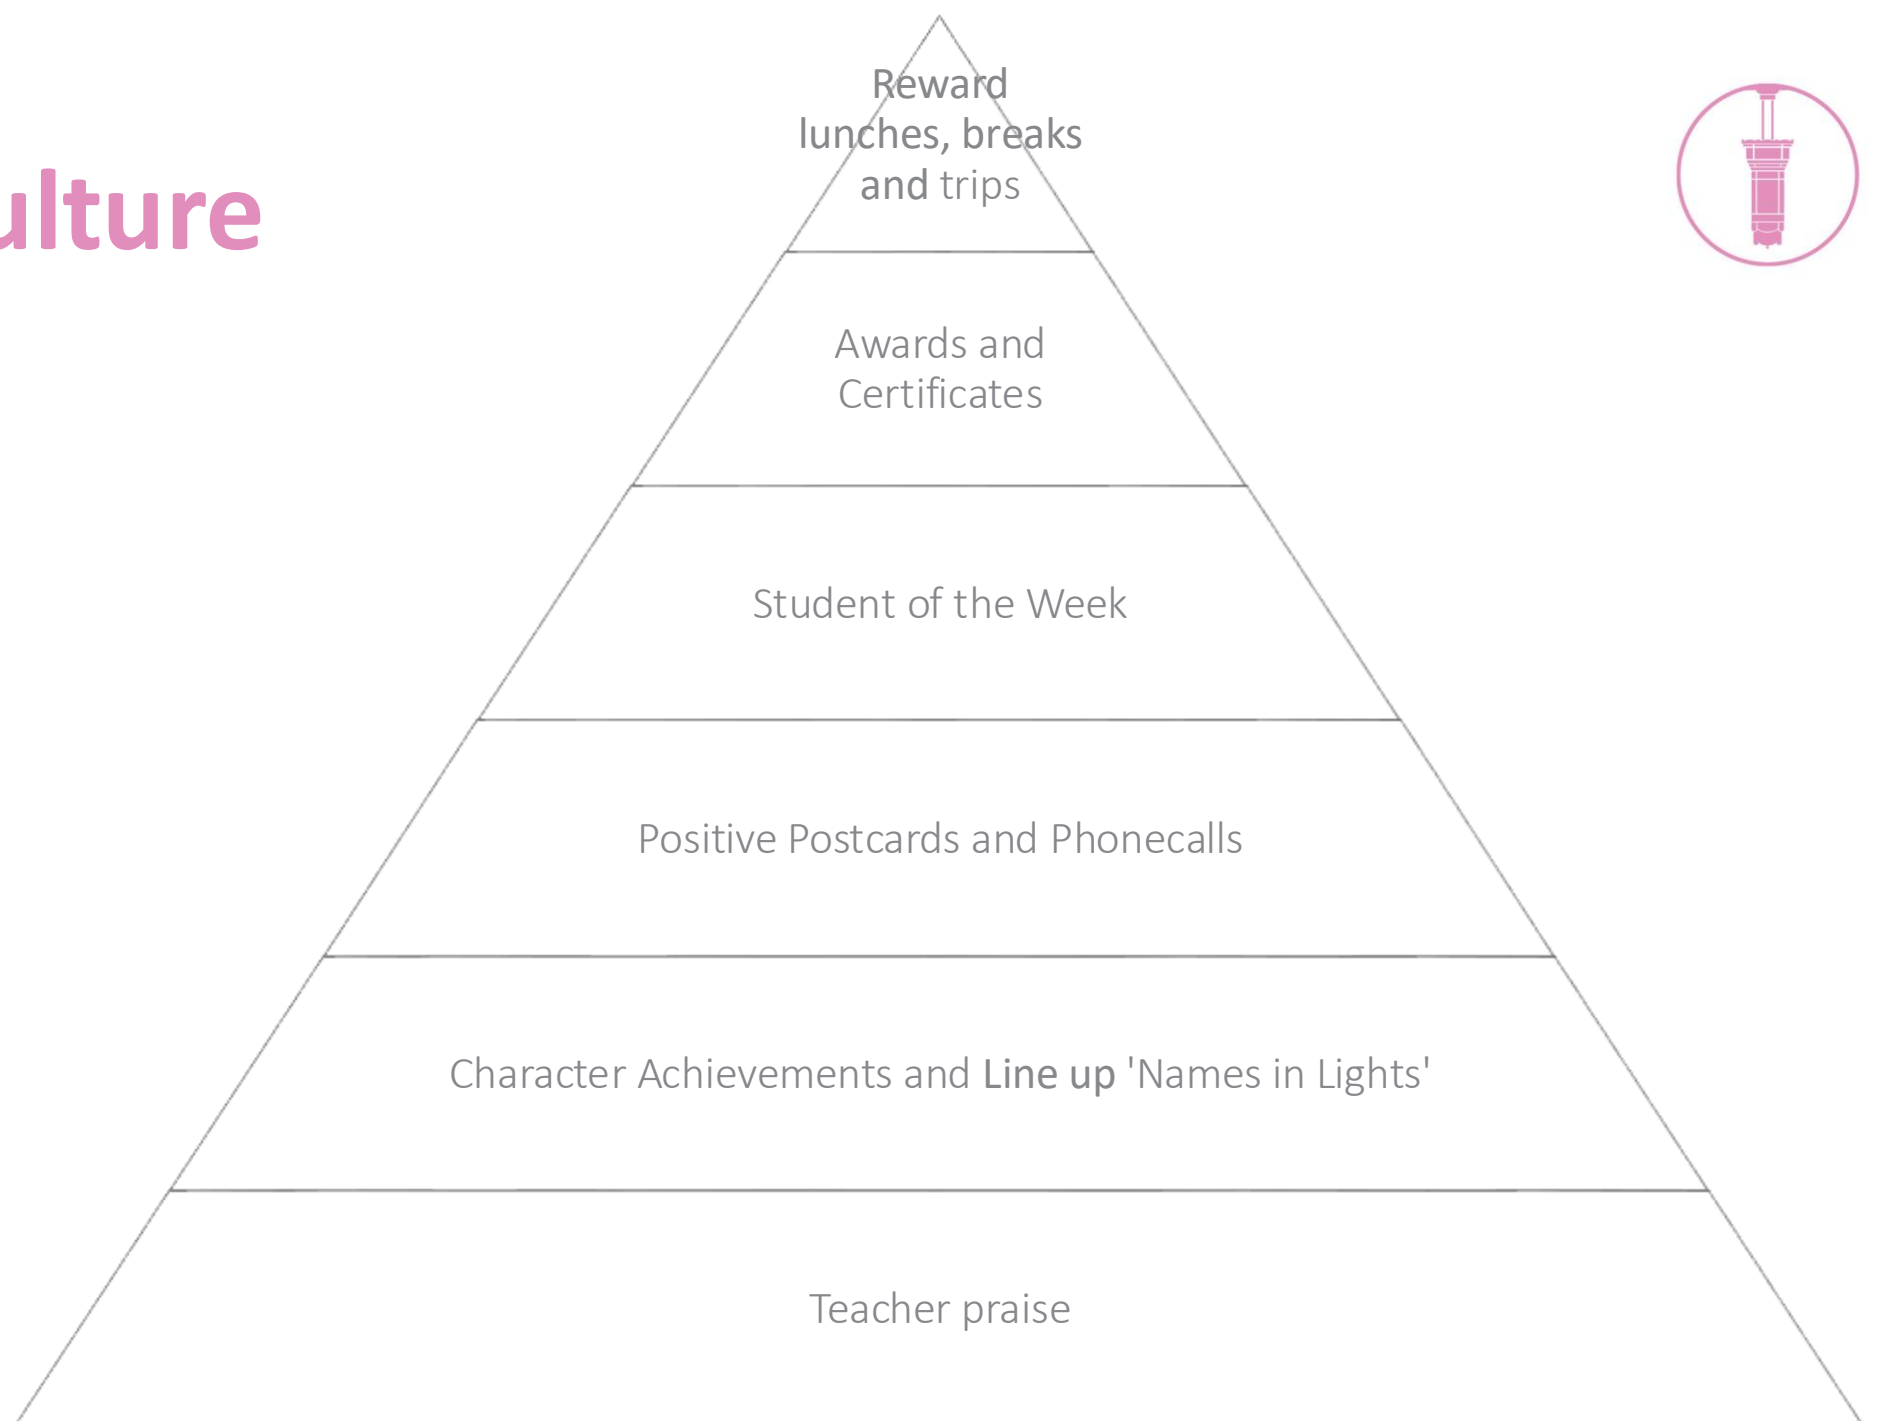 Reward
lunches, breaks
and trips
ulture
Awards and
Certificates
Student of the Week
Positive Postcards and Phonecalls
Character Achievements and Line up 'Names in Lights'
Teacher praise